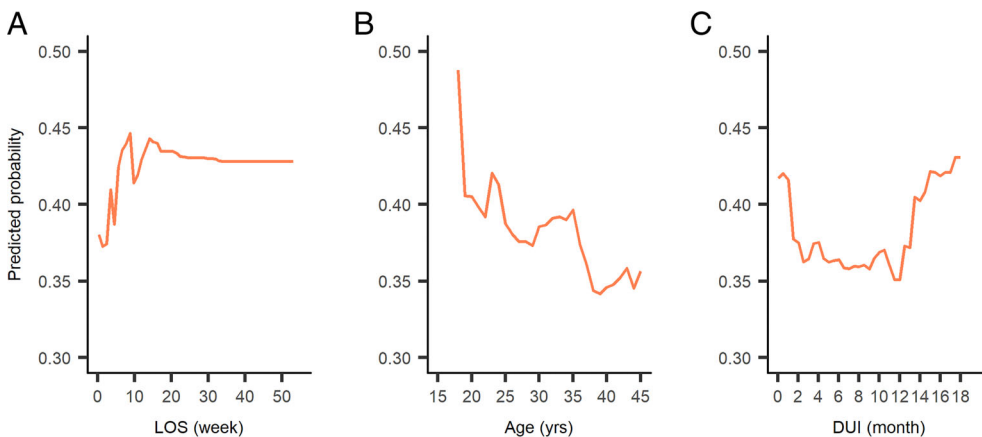 A
B
C
Predicted probability
0.50
0.45
0.40
0.35
0.30
0 10 20 30 40 50
LOS (week)
0.50
0.45
0.40
0.35
0.30
15 20 25 30 35 40 45
Age (yrs)
0.50
0.45
0.40
0.35
0.30
0 2 4 6 8 10 12 14 16 18
DUI (month)